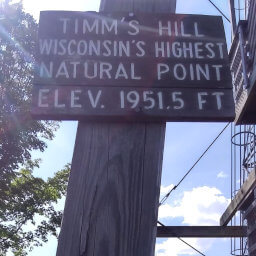 TIMM'S HILL
WISCONSIN'S HIGHEST
NATURAL POINT
ELEV. 1951.5 FT